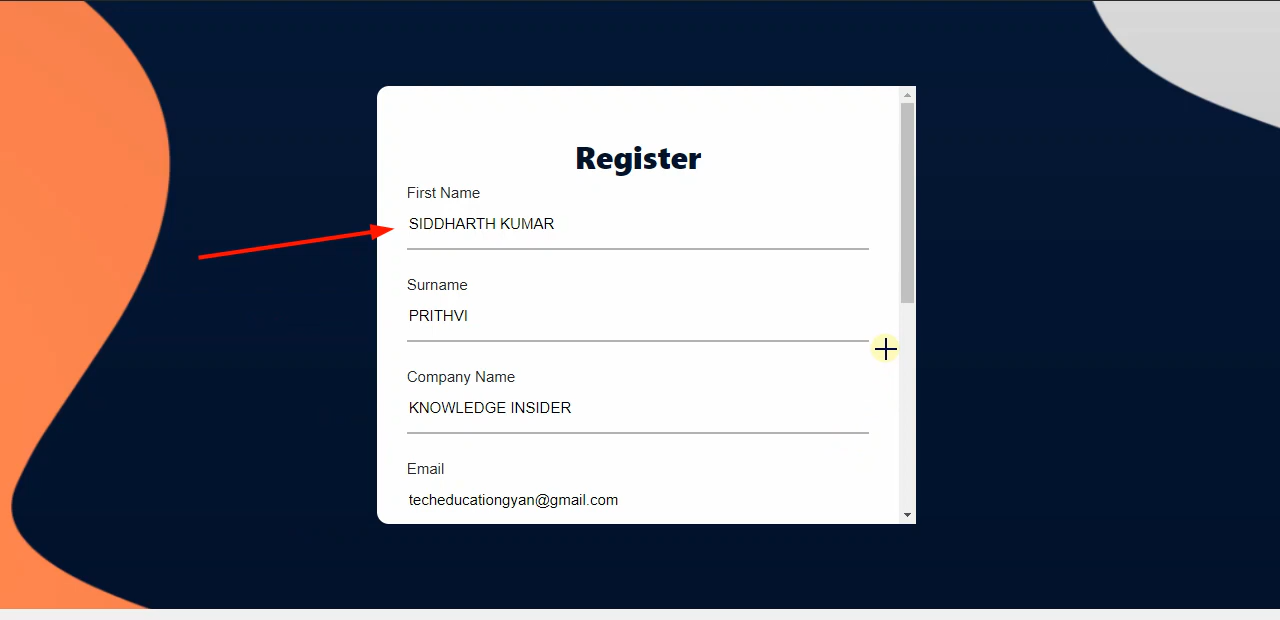 Register
First Name
SIDDHARTH KUMAR
Surname
PRITHVI
Company Name
KNOWLEDGE INSIDER
Email
techeducationgyan@gmail.com